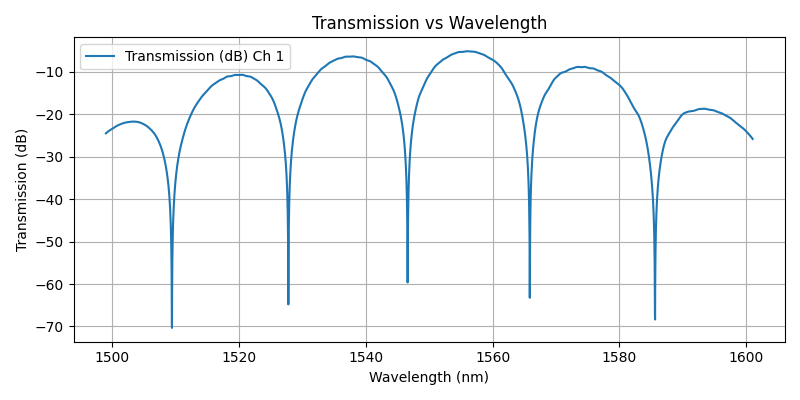 Transmission vs Wavelength
Transmission (dB) Ch 1
Transmission (dB)
−10
−20
−30
−40
−50
−60
−70
1500 1520 1540 1560 1580 1600
Wavelength (nm)